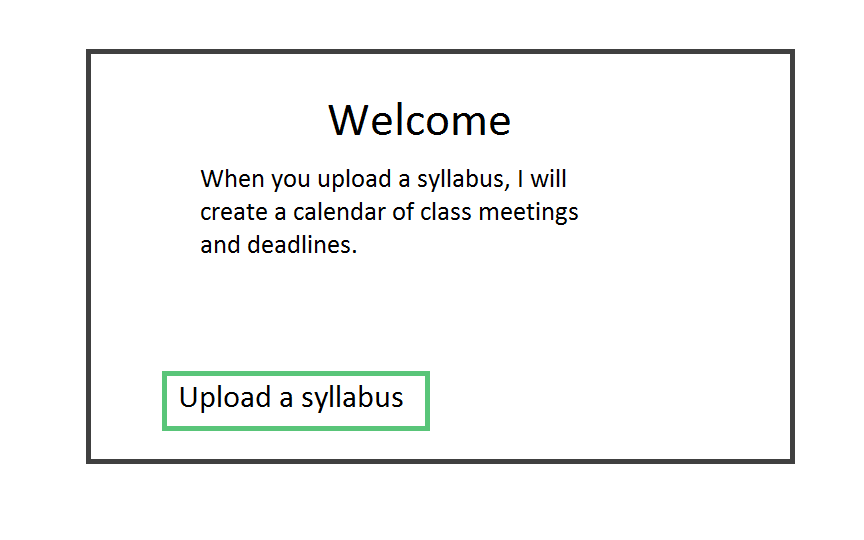 Welcome
When you upload a syllabus, I will
create a calendar of class meetings
and deadlines.
Upload a syllabus